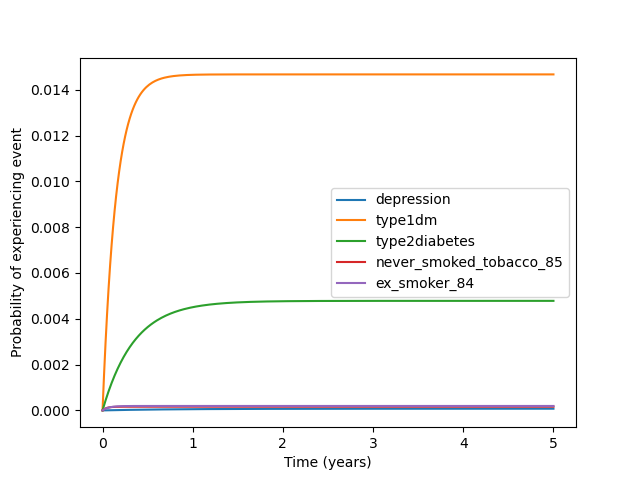 0.014
0.012
0.010
0.008
0.006
0.004
0.002
0.000
Probability of experiencing event
depression
type1dm
type2diabetes
never_smoked_tobacco_85
ex_smoker_84
0 1 2 3 4 5
Time (years)